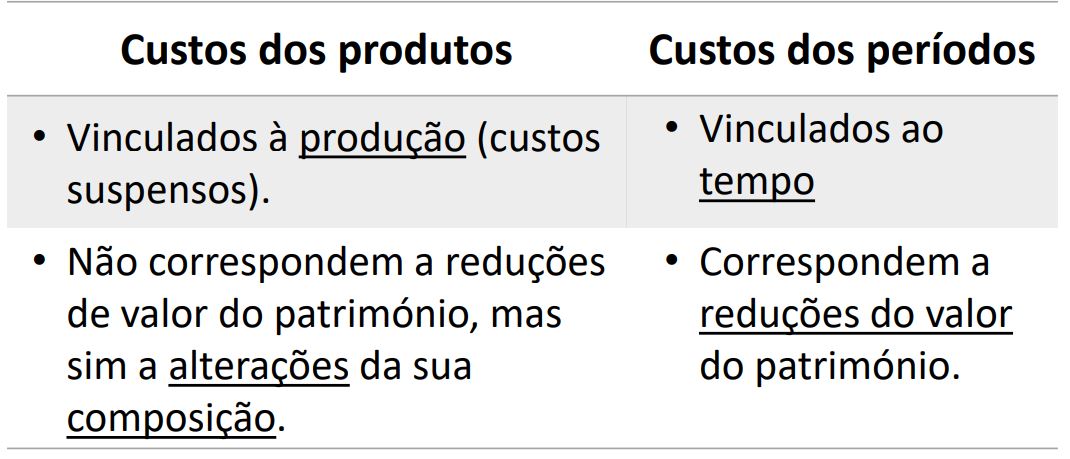 Custos dos produtos
Custos dos períodos
• Vinculados à produção (custos
suspensos).
• Vinculados ao
tempo
• Não correspondem a reduções
de valor do património, mas
sim a alterações da sua
composição.
• Correspondem a
reduções do valor
do património.